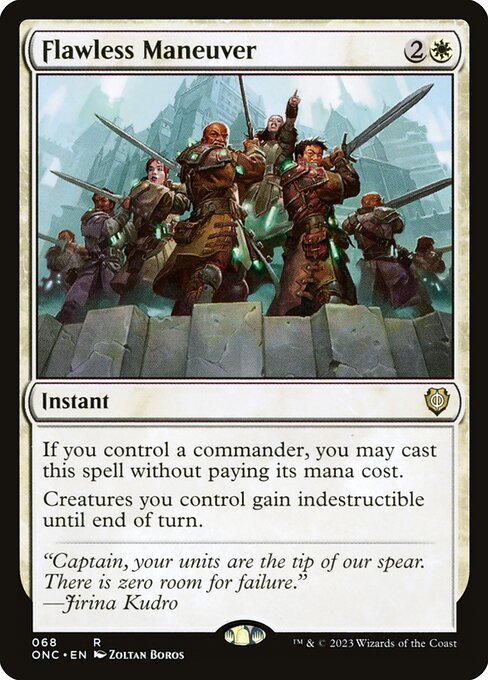 Flawless Maneuver 2
Instant
If you control a commander, you may cast
this spell without paying its mana cost.
Creatures you control gain indestructible
until end of turn.
“Captain, your units are the tip of our spear.
There is zero room for failure.”
—Jirina Kudro
068 R
ONC • EN Zoltan Boros
™ & © 2023 Wizards of the Coast